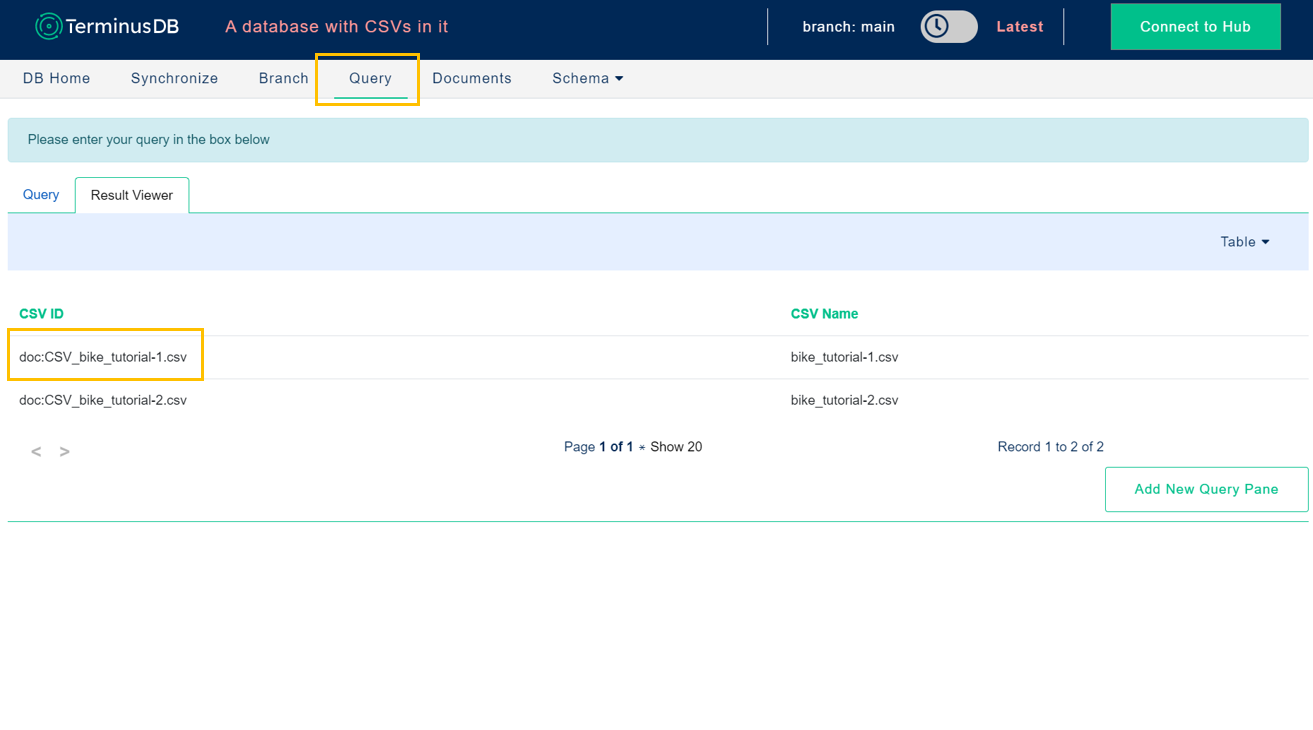 TerminusDB A database with CSVs in it branch: main Latest Connect to Hub
DB Home Synchronize Branch Query Documents Schema
Please enter your query in the box below
Query Result Viewer
Table
CSV ID CSV Name
doc:CSV_bike_tutorial-1.csv bike_tutorial-1.csv
doc:CSV_bike_tutorial-2.csv bike_tutorial-2.csv
< > Page 1 of 1 * Show 20 Record 1 to 2 of 2
Add New Query Pane